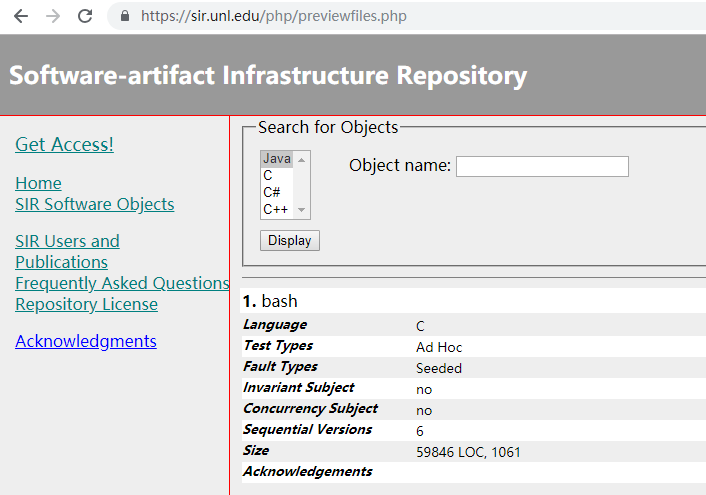 https://sir.unl.edu/php/previewfiles.php
Software-artifact Infrastructure Repository
Get Access!
Home
SIR Software Objects
SIR Users and
Publications
Frequently Asked Questions
Repository License
Acknowledgments
Search for Objects
Java
C
C#
C++
Object name:
Display
1. bash
Language C
Test Types Ad Hoc
Fault Types Seeded
Invariant Subject no
Concurrency Subject no
Sequential Versions 6
Size 59846 LOC, 1061
Acknowledgements